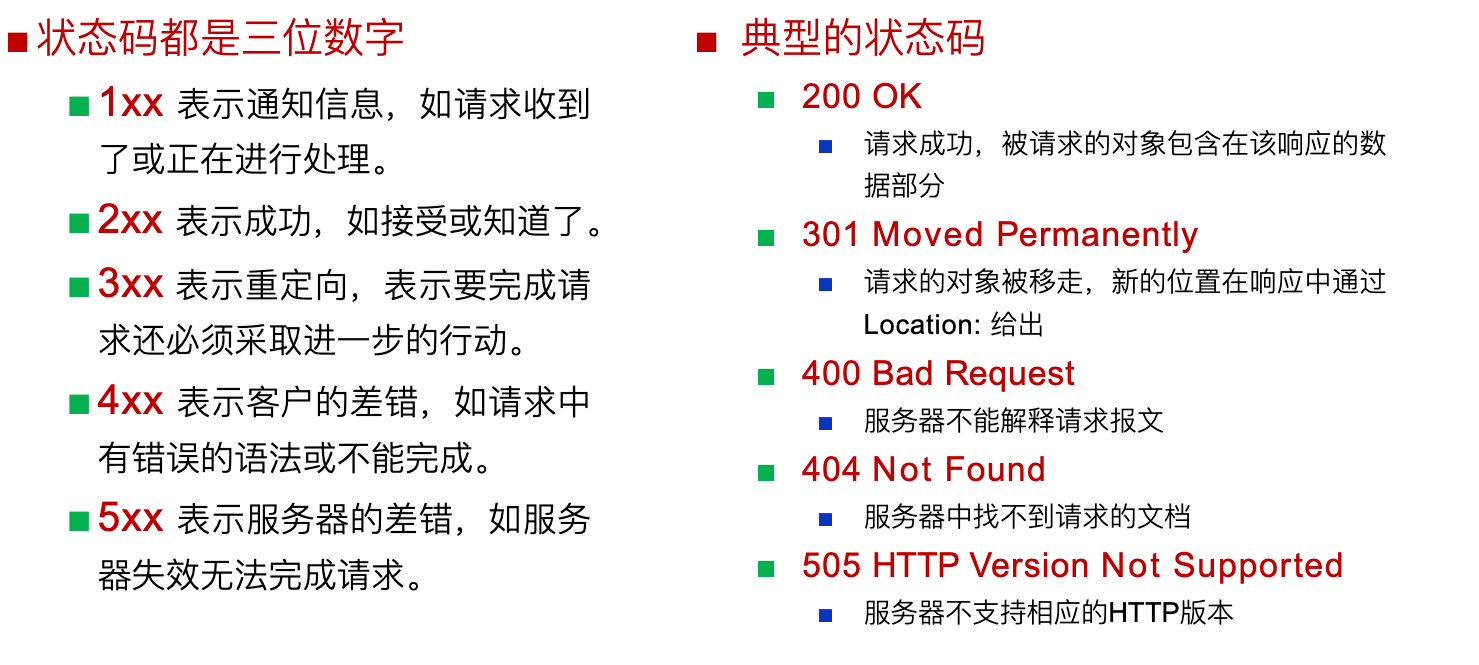 状态码都是三位数字
1xx 表示通知信息，如请求收到
了或正在进行处理。
2xx 表示成功，如接受或知道了。
3xx 表示重定向，表示要完成请
求还必须采取进一步的行动。
4xx 表示客户的差错，如请求中
有错误的语法或不能完成。
5xx 表示服务器的差错，如服务
器失效无法完成请求。
典型的状态码
200 OK
请求成功，被请求的对象包含在该响应的数
据部分
301 Moved Permanently
请求的对象被移走，新的位置在响应中通过
Location: 给出
400 Bad Request
服务器不能解释请求报文
404 Not Found
服务器中找不到请求的文档
505 HTTP Version Not Supported
服务器不支持相应的HTTP版本